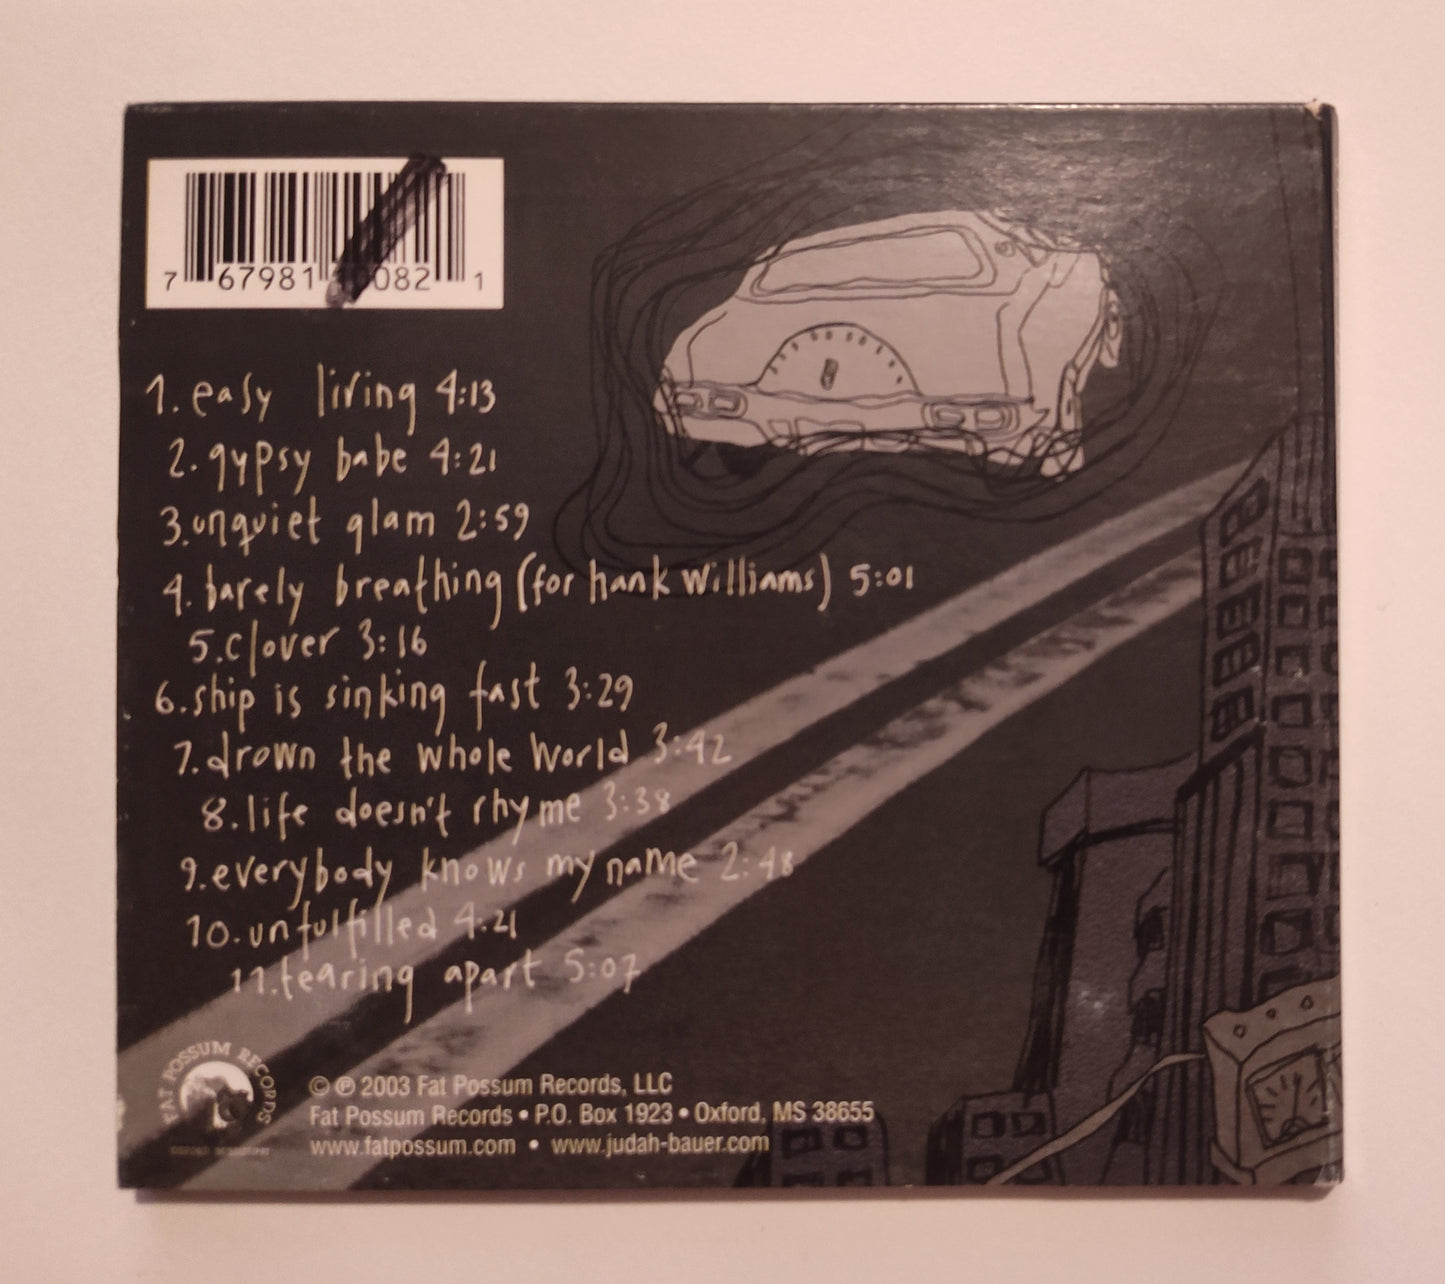 7 67981 10082 1
1. easy living 4:13
2. gypsy babe 4:21
3. unquiet glam 2:59
4. barely breathing (for hank Williams) 5:01
5. clover 3:16
6. ship is sinking fast 3:29
7. drown the whole world 3:42
8. life doesn't rhyme 3:38
9. everybody knows my name 2:48
10. unfulfilled 4:21
11. tearing apart 5:07
FAT POSSUM RECORDS
© ℗ 2003 Fat Possum Records, LLC
Fat Possum Records • P.O. Box 1923 • Oxford, MS 38655
www.fatpossum.com • www.judah-bauer.com